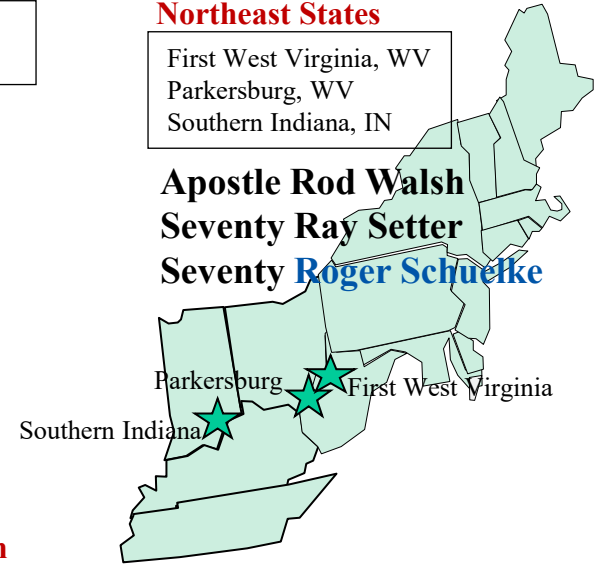 Northeast States
First West Virginia, WV
Parkersburg, WV
Southern Indiana, IN
Apostle Rod Walsh
Seventy Ray Setter
Seventy Roger Schuelke
Parkersburg
First West Virginia
Southern Indiana